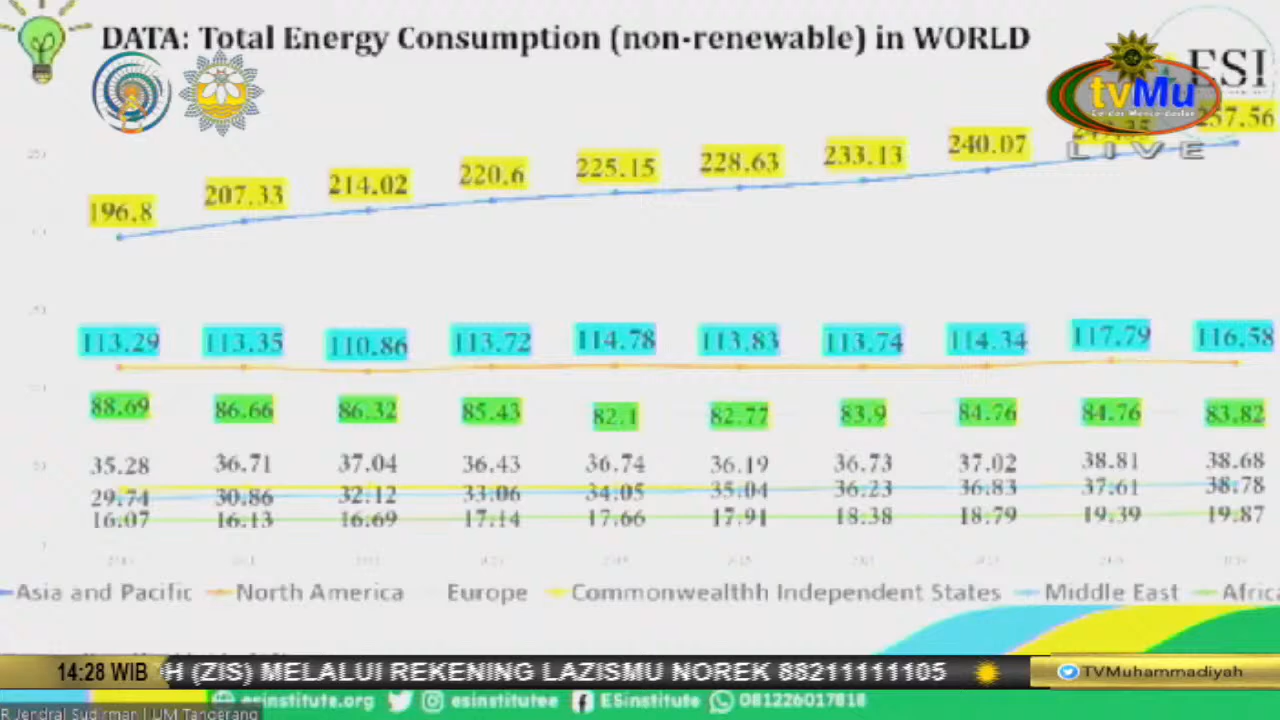 DATA: Total Energy Consumption (non-renewable) in WORLD
ESI
tvMu
LIVE
196.8 207.33 214.02 220.6 225.15 228.63 233.13 240.07 257.56
113.29 113.35 110.86 113.72 114.78 113.83 113.74 114.34 117.79 116.58
88.69 86.66 86.32 85.43 82.1 82.77 83.9 84.76 84.76 83.82
35.28 36.71 37.04 36.43 36.74 36.19 36.73 37.02 38.81 38.68
29.74 30.86 32.12 33.06 34.05 35.04 36.23 36.83 37.61 38.78
16.07 16.13 16.69 17.14 17.66 17.91 18.38 18.79 19.39 19.87
Asia and Pacific North America Europe Commonwealthh Independent States Middle East Africa
14:28 WIB H (ZIS) MELALUI REKENING LAZISMU NOREK 88211111105 TVMuhammadiyah
esinstitute.org esinstitutee ESinstitute 081226017818
R Jendral Sudirman | UM Tangerang